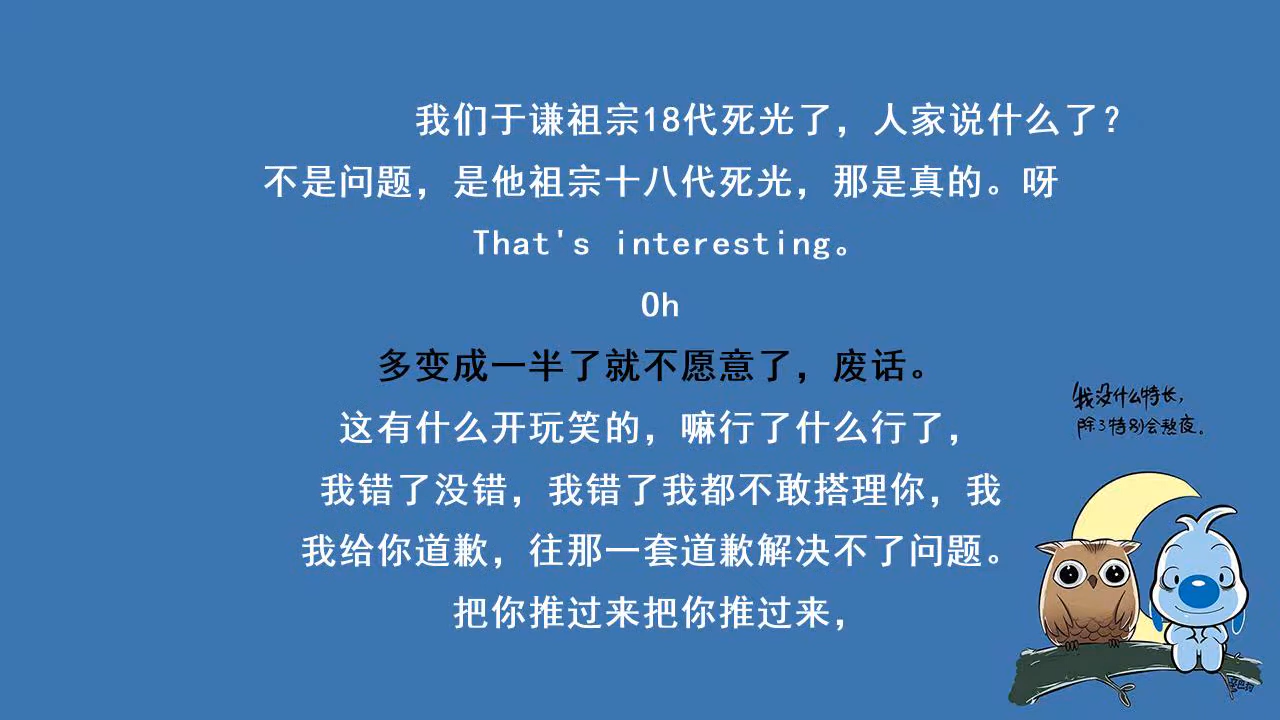 我们于谦祖宗18代死光了，人家说什么了？
不是问题，是他祖宗十八代死光，那是真的。呀
That's interesting。
Oh
多变成一半了就不愿意了，废话。
这有什么开玩笑的，嘛行了什么行了，
我错了没错，我错了我都不敢搭理你，我
我给你道歉，往那一套道歉解决不了问题。
把你推过来把你推过来，
我没什么特长，
除了特别会熬夜。